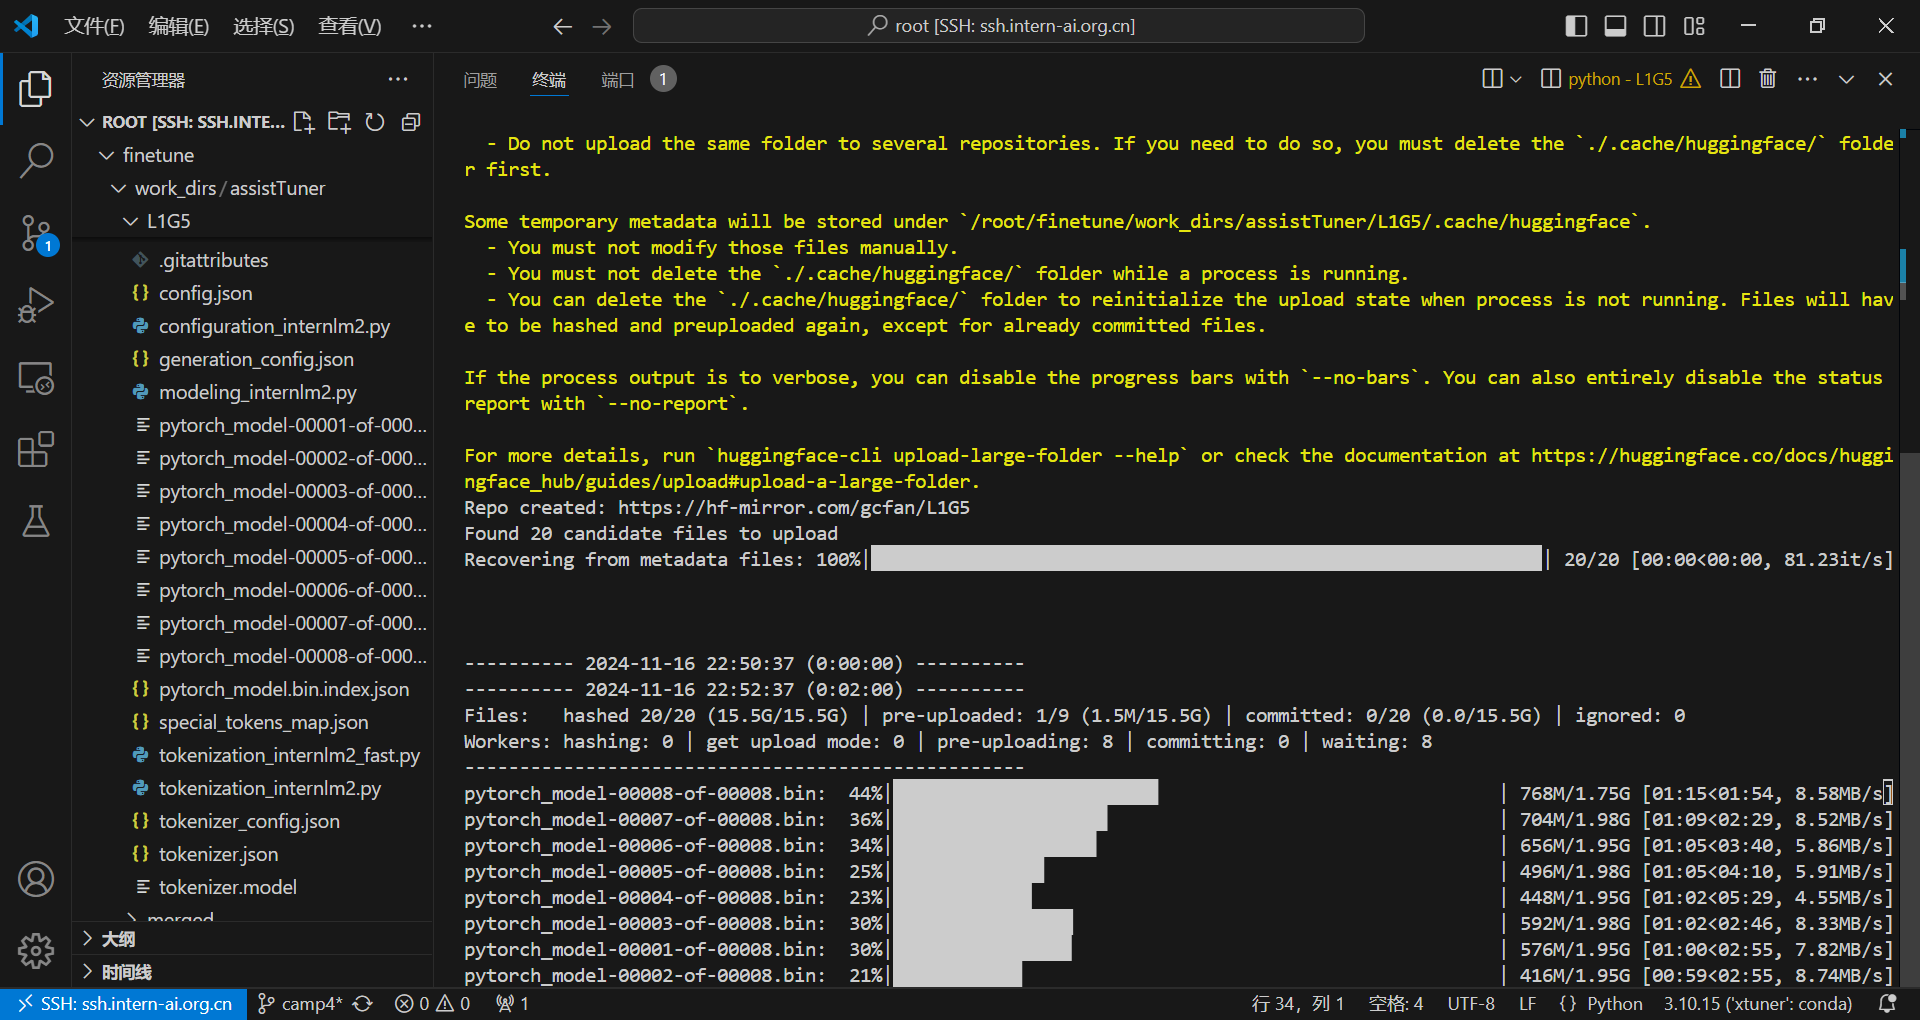 文件(F) 编辑(E) 选择(S) 查看(V) ··· root [SSH: ssh.intern-ai.org.cn]
资源管理器 ···
ROOT [SSH: SSH.INTE...
finetune
work_dirs / assistTuner
L1G5
.gitattributes
config.json
configuration_internlm2.py
generation_config.json
modeling_internlm2.py
pytorch_model-00001-of-000...
pytorch_model-00002-of-000...
pytorch_model-00003-of-000...
pytorch_model-00004-of-000...
pytorch_model-00005-of-000...
pytorch_model-00006-of-000...
pytorch_model-00007-of-000...
pytorch_model-00008-of-000...
pytorch_model.bin.index.json
special_tokens_map.json
tokenization_internlm2_fast.py
tokenization_internlm2.py
tokenizer_config.json
tokenizer.json
tokenizer.model
merged
大纲
时间线
1
问题 终端 端口 1 python - L1G5 ···
- Do not upload the same folder to several repositories. If you need to do so, you must delete the `./.cache/huggingface/` folde
r first.
Some temporary metadata will be stored under `/root/finetune/work_dirs/assistTuner/L1G5/.cache/huggingface`.
- You must not modify those files manually.
- You must not delete the `./.cache/huggingface/` folder while a process is running.
- You can delete the `./.cache/huggingface/` folder to reinitialize the upload state when process is not running. Files will hav
e to be hashed and preuploaded again, except for already committed files.
If the process output is to verbose, you can disable the progress bars with `--no-bars`. You can also entirely disable the status
report with `--no-report`.
For more details, run `huggingface-cli upload-large-folder --help` or check the documentation at https://huggingface.co/docs/huggi
ngface_hub/guides/upload#upload-a-large-folder.
Repo created: https://hf-mirror.com/gcfan/L1G5
Found 20 candidate files to upload
Recovering from metadata files: 100%| | 20/20 [00:00<00:00, 81.23it/s]
---------- 2024-11-16 22:50:37 (0:00:00) ----------
---------- 2024-11-16 22:52:37 (0:02:00) ----------
Files:   hashed 20/20 (15.5G/15.5G) | pre-uploaded: 1/9 (1.5M/15.5G) | committed: 0/20 (0.0/15.5G) | ignored: 0
Workers: hashing: 0 | get upload mode: 0 | pre-uploading: 8 | committing: 0 | waiting: 8
---------------------------------------------------
pytorch_model-00008-of-00008.bin:  44%| | 768M/1.75G [01:15<01:54, 8.58MB/s]
pytorch_model-00007-of-00008.bin:  36%| | 704M/1.98G [01:09<02:29, 8.52MB/s]
pytorch_model-00006-of-00008.bin:  34%| | 656M/1.95G [01:05<03:40, 5.86MB/s]
pytorch_model-00005-of-00008.bin:  25%| | 496M/1.98G [01:05<04:10, 5.91MB/s]
pytorch_model-00004-of-00008.bin:  23%| | 448M/1.95G [01:02<05:29, 4.55MB/s]
pytorch_model-00003-of-00008.bin:  30%| | 592M/1.98G [01:02<02:46, 8.33MB/s]
pytorch_model-00001-of-00008.bin:  30%| | 576M/1.95G [01:00<02:55, 7.82MB/s]
pytorch_model-00002-of-00008.bin:  21%| | 416M/1.95G [00:59<02:55, 8.74MB/s]
SSH: ssh.intern-ai.org.cn camp4* 0 0 1 行 34，列 1 空格: 4 UTF-8 LF {} Python 3.10.15 ('xtuner': conda)